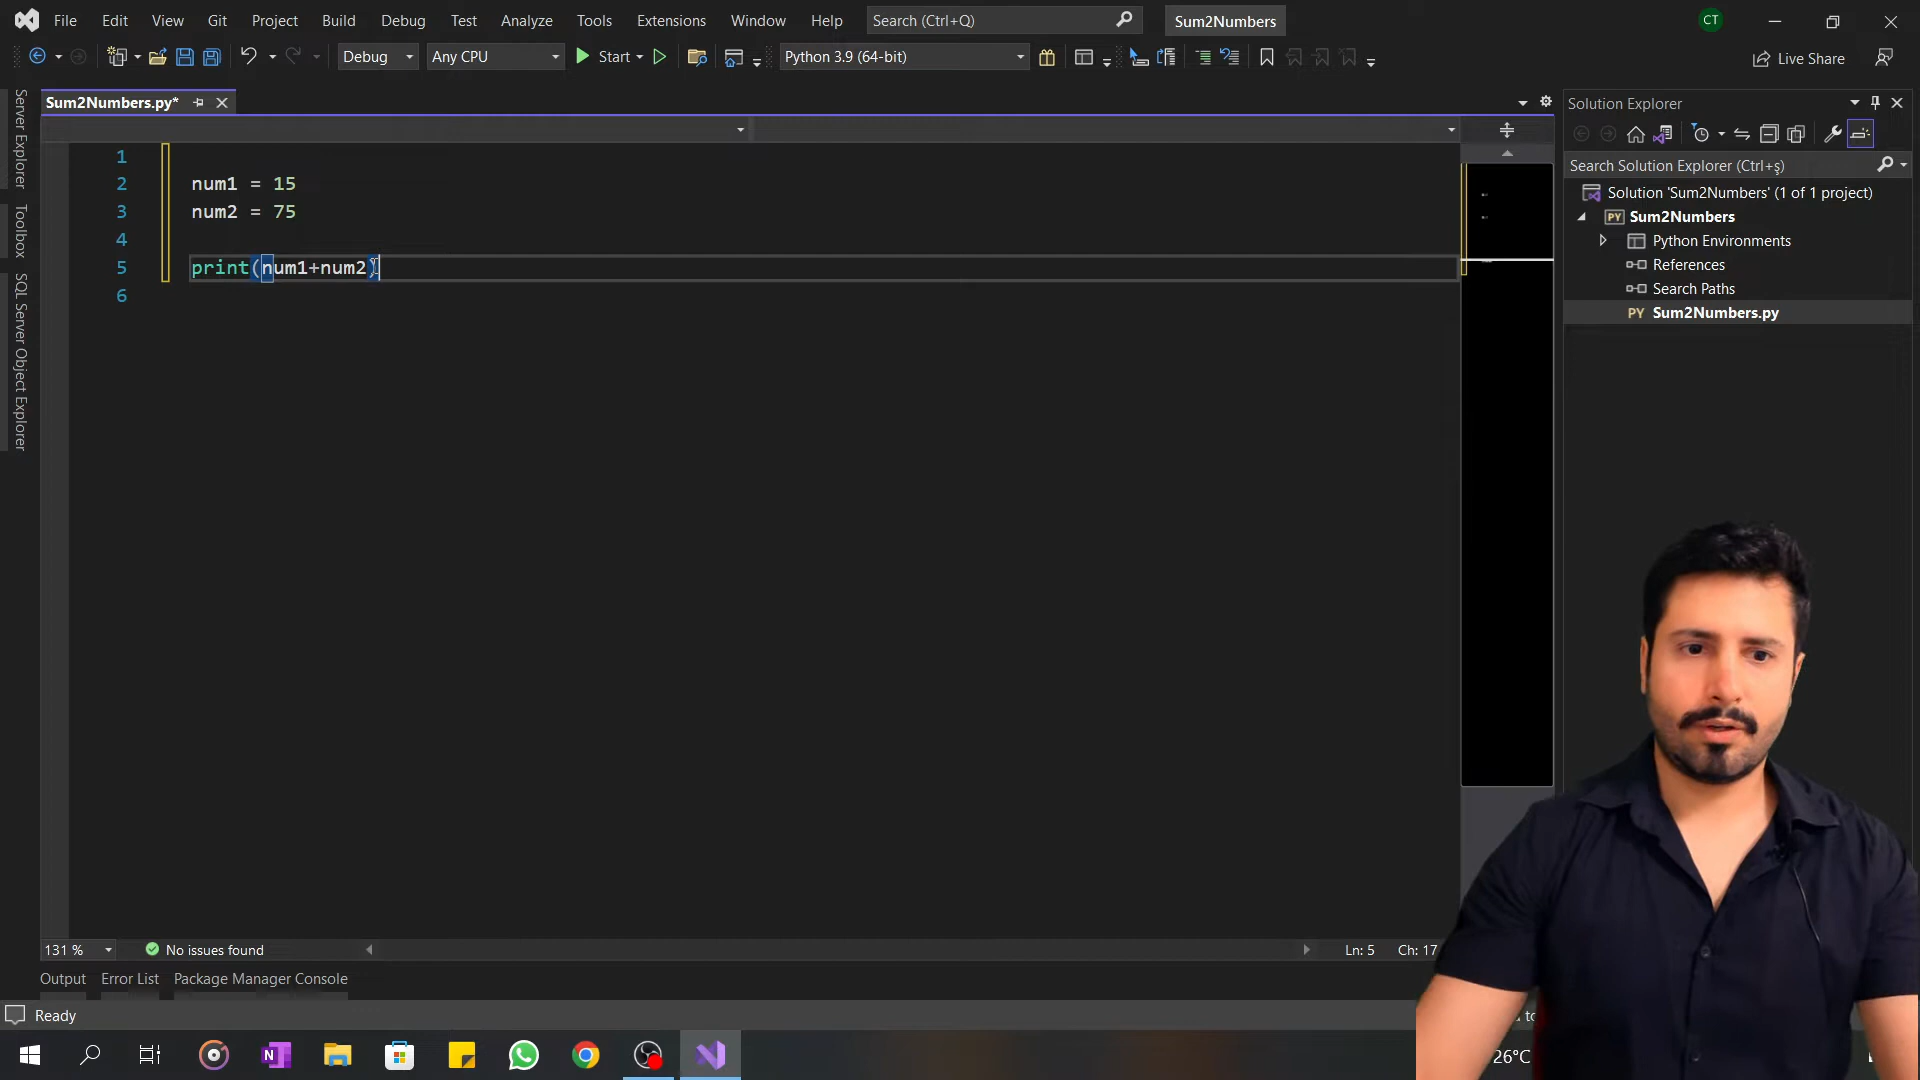 File Edit View Git Project Build Debug Test Analyze Tools Extensions Window Help Search (Ctrl+Q) Sum2Numbers CT
Debug Any CPU Start Python 3.9 (64-bit) Live Share
Sum2Numbers.py*
Server Explorer
Toolbox
SQL Server Object Explorer
1
2 num1 = 15
3 num2 = 75
4
5 print(num1+num2)
6
Solution Explorer
Search Solution Explorer (Ctrl+ş)
Solution 'Sum2Numbers' (1 of 1 project)
PY Sum2Numbers
Python Environments
References
Search Paths
PY Sum2Numbers.py
131 % No issues found Ln: 5 Ch: 17
Output Error List Package Manager Console
Ready
N
26°C